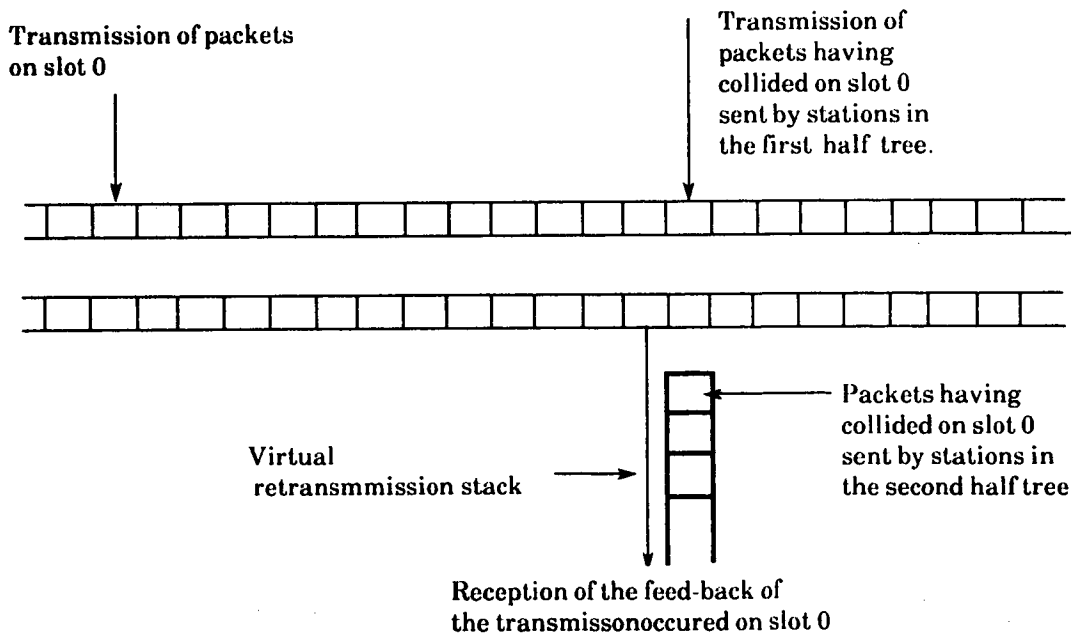 Transmission of packets
on slot 0
Transmission of
packets having
collided on slot 0
sent by stations in
the first half tree.
Packets having
collided on slot 0
sent by stations in
the second half tree
Virtual
retransmmission stack
Reception of the feed-back of
the transmissonoccured on slot 0